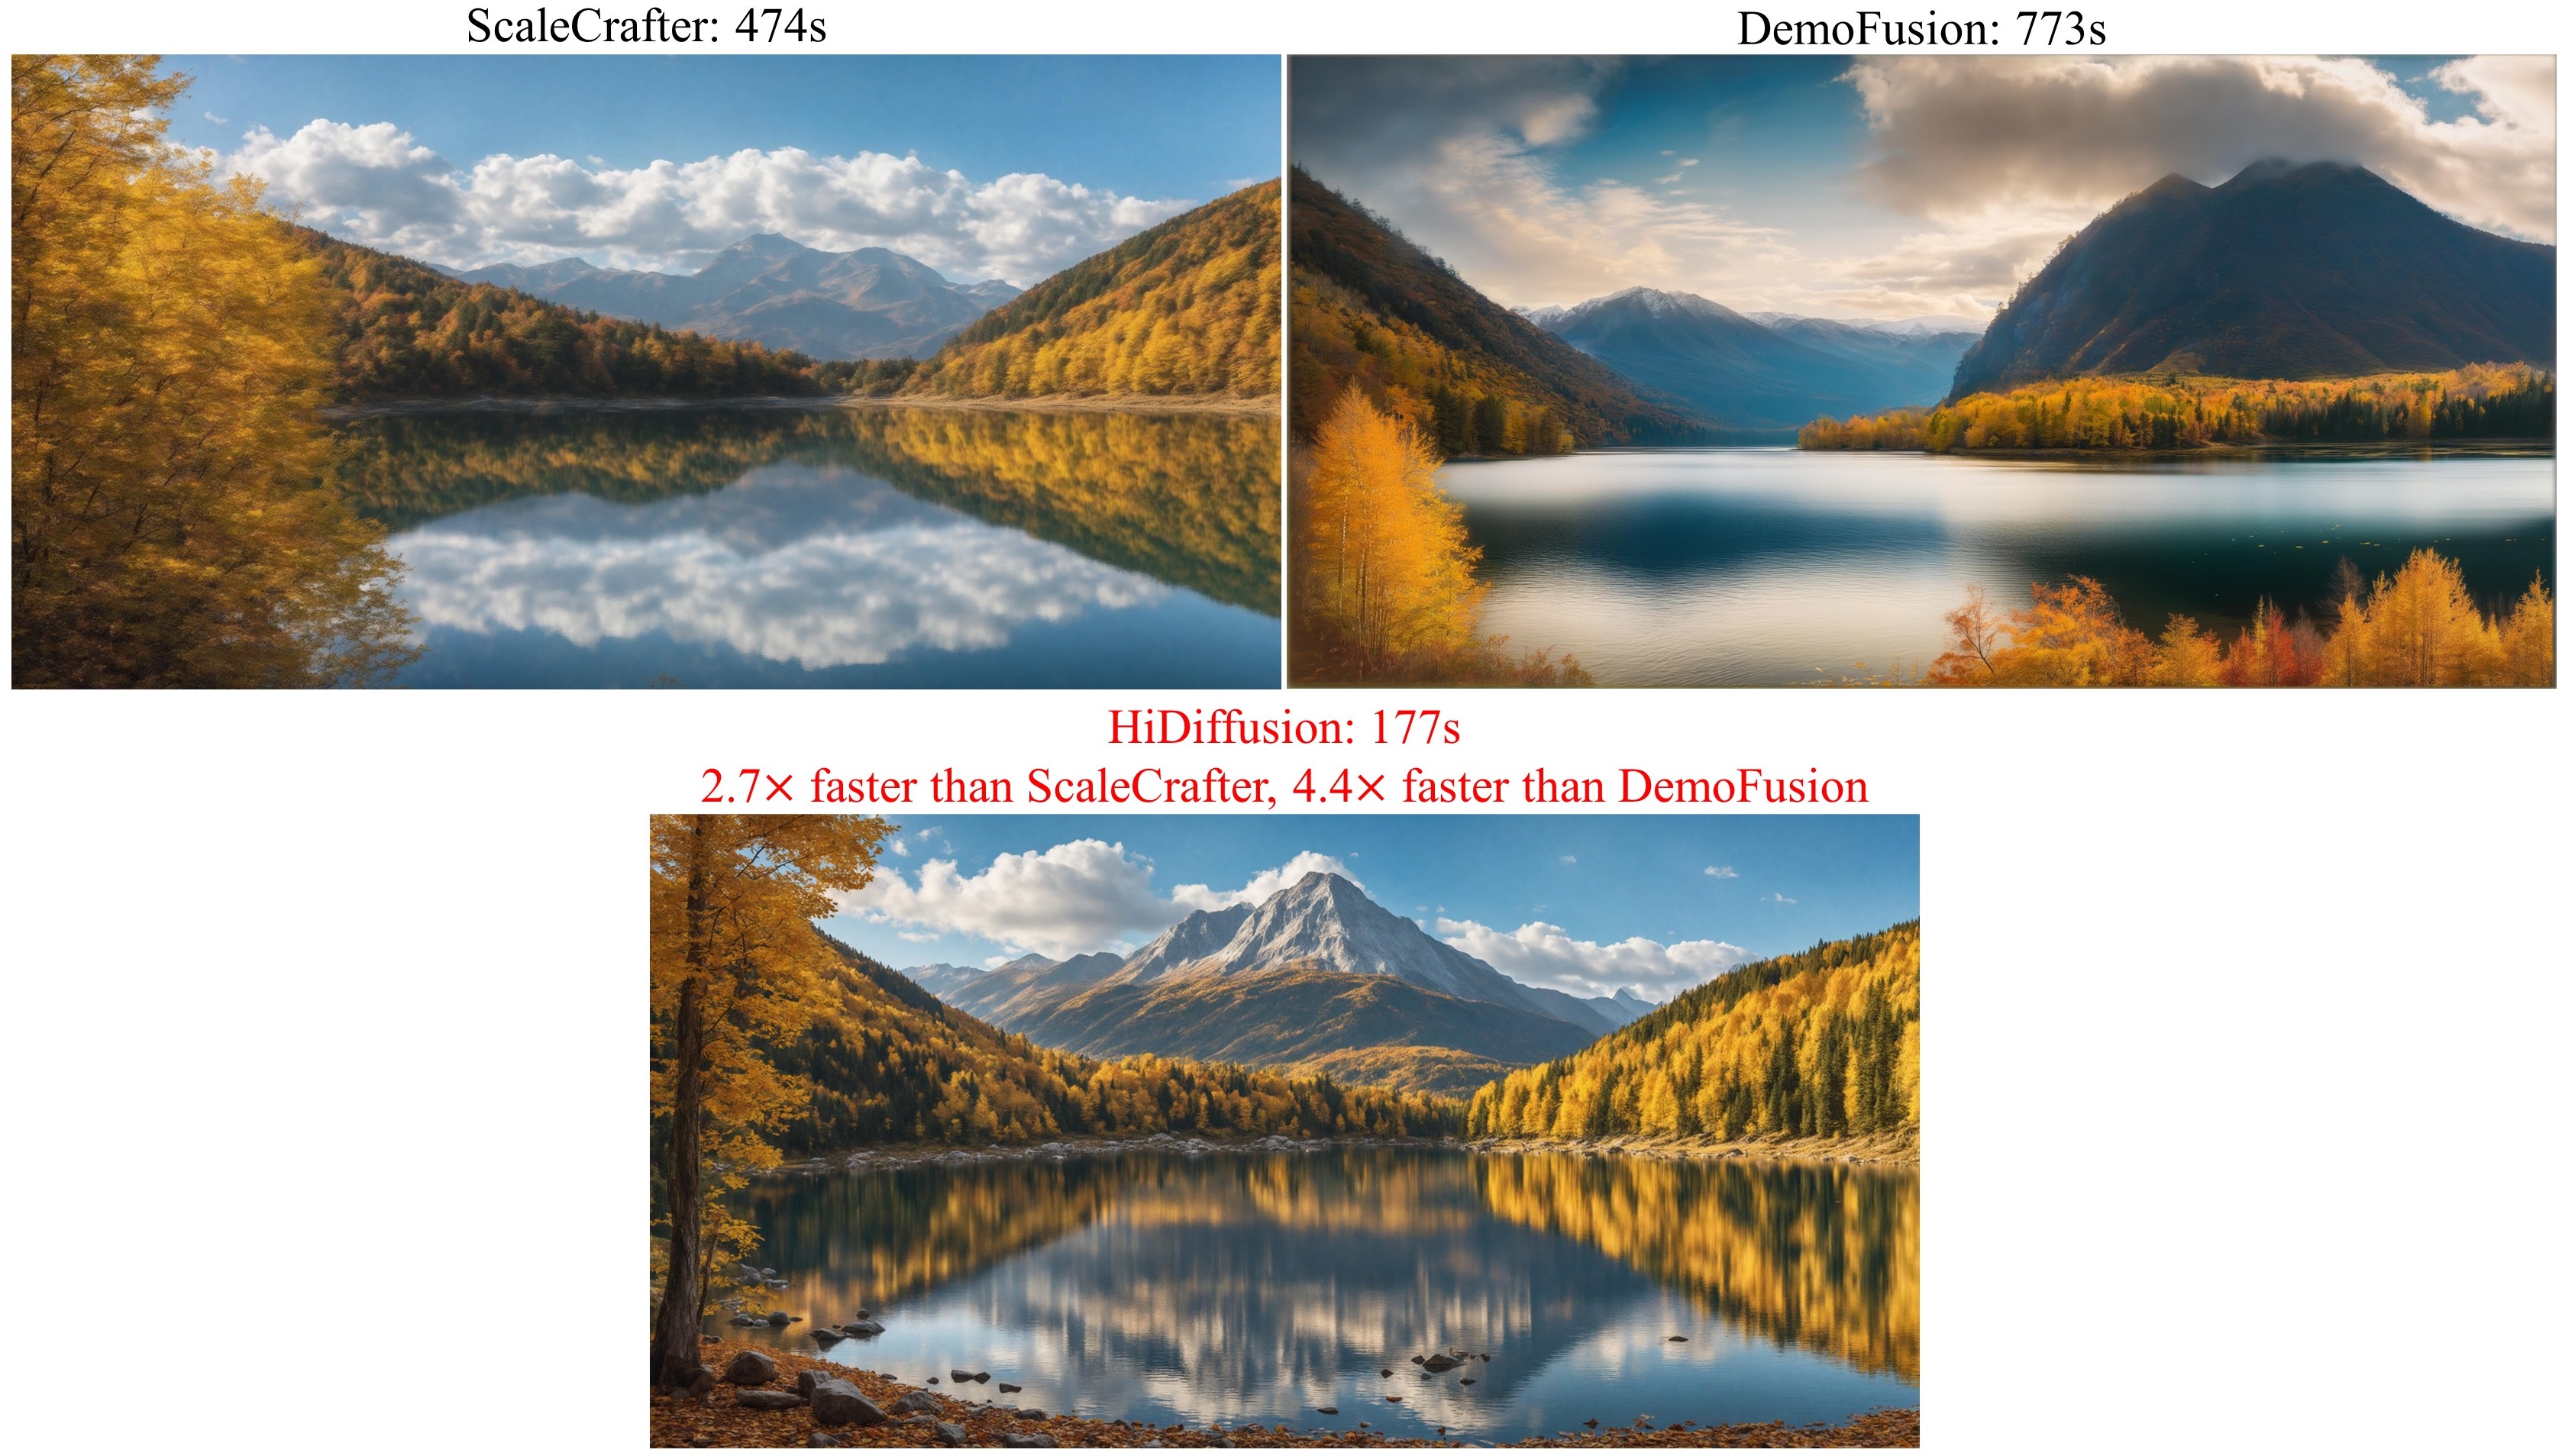 ScaleCrafter: 474s
DemoFusion: 773s
HiDiffusion: 177s
2.7× faster than ScaleCrafter, 4.4× faster than DemoFusion